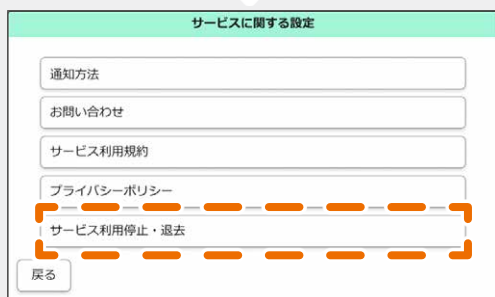 サービスに関する設定
通知方法
お問い合わせ
サービス利用規約
プライバシーポリシー
サービス利用停止・退去
戻る